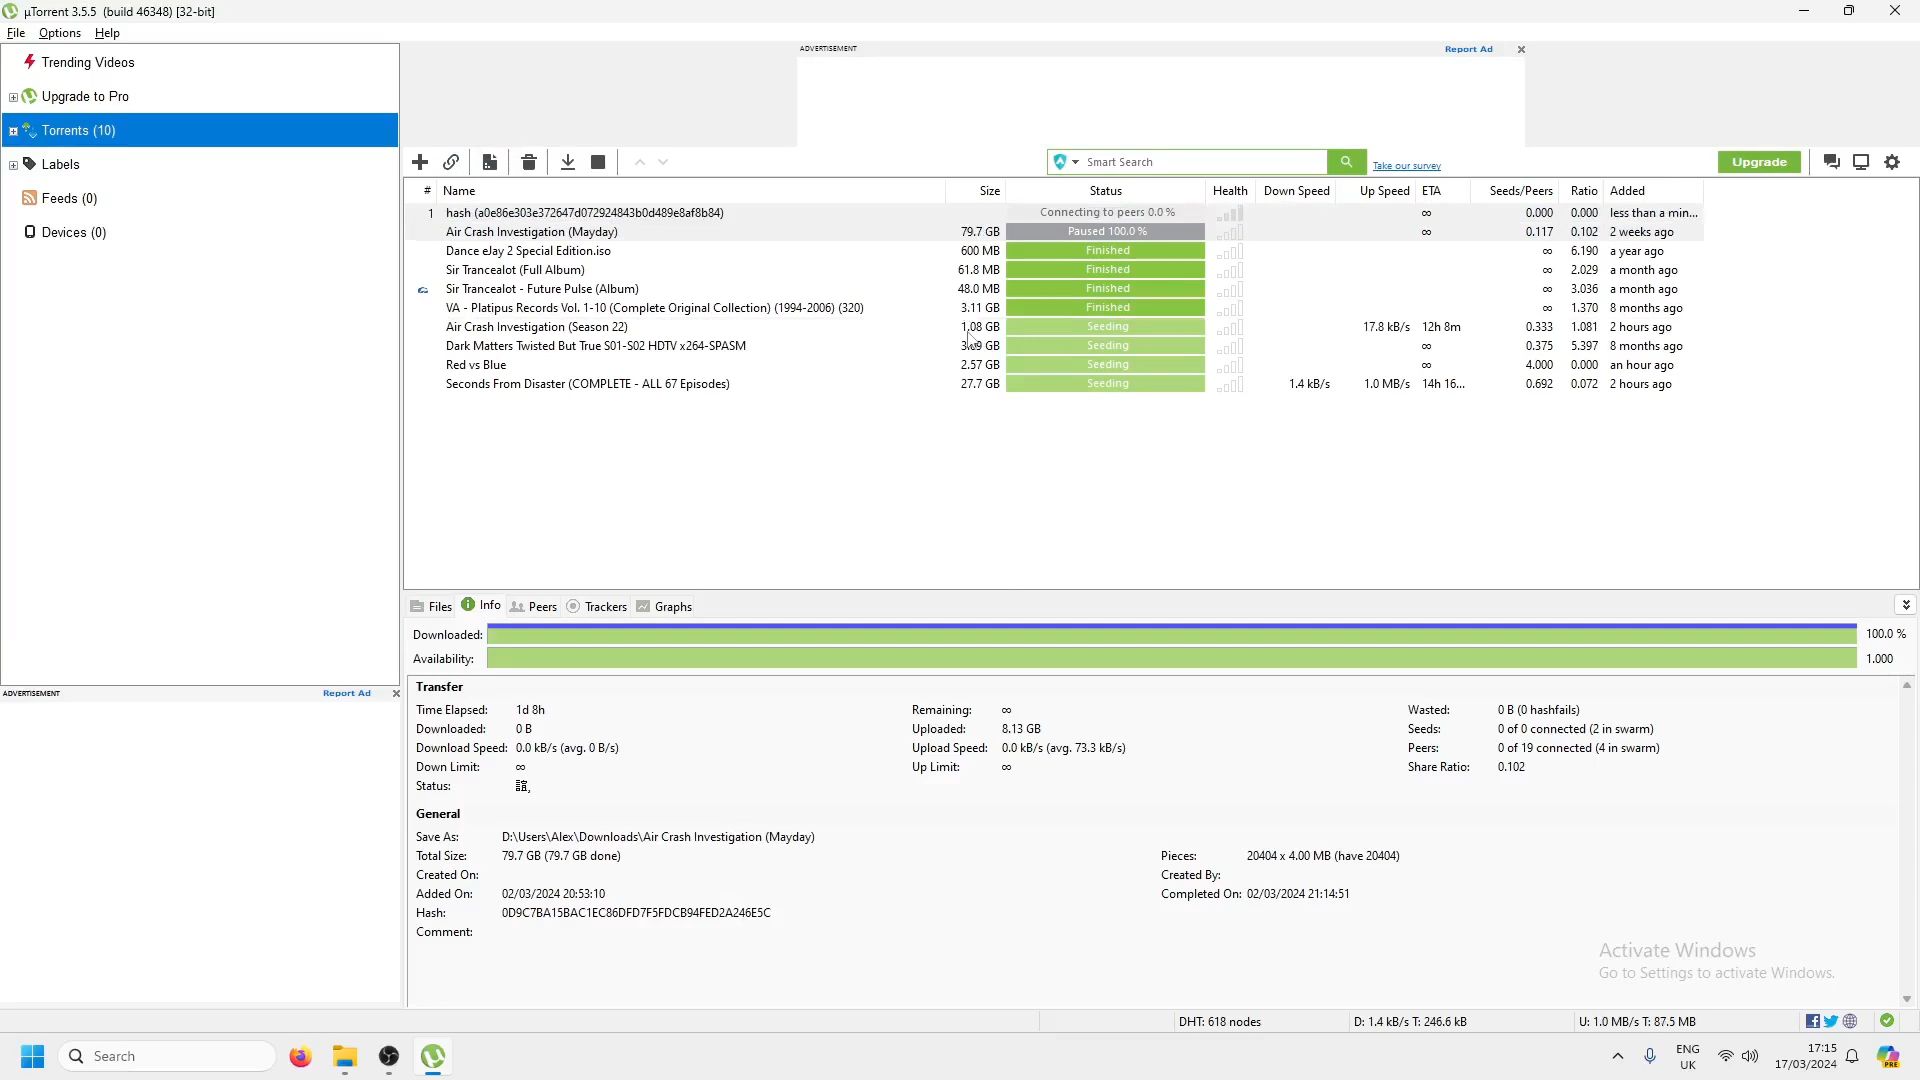 µTorrent 3.5.5 (build 46348) [32-bit]
File Options Help
Trending Videos
Upgrade to Pro
Torrents (10)
Labels
Feeds (0)
Devices (0)
ADVERTISEMENT Report Ad
ADVERTISEMENT Report Ad
Smart Search Take our survey Upgrade
# Name Size Status Health Down Speed Up Speed ETA Seeds/Peers Ratio Added
1 hash (a0e86e303e372647d072924843b0d489e8af8b84) Connecting to peers 0.0 % ∞ 0.000 0.000 less than a min...
Air Crash Investigation (Mayday) 79.7 GB Paused 100.0 % ∞ 0.117 0.102 2 weeks ago
Dance eJay 2 Special Edition.iso 600 MB Finished ∞ 6.190 a year ago
Sir Trancealot (Full Album) 61.8 MB Finished ∞ 2.029 a month ago
Sir Trancealot - Future Pulse (Album) 48.0 MB Finished ∞ 3.036 a month ago
VA - Platipus Records Vol. 1-10 (Complete Original Collection) (1994-2006) (320) 3.11 GB Finished ∞ 1.370 8 months ago
Air Crash Investigation (Season 22) 1.08 GB Seeding 17.8 kB/s 12h 8m 0.333 1.081 2 hours ago
Dark Matters Twisted But True S01-S02 HDTV x264-SPASM GB Seeding ∞ 0.375 5.397 8 months ago
Red vs Blue 2.57 GB Seeding ∞ 4.000 0.000 an hour ago
Seconds From Disaster (COMPLETE - ALL 67 Episodes) 27.7 GB Seeding 1.4 kB/s 1.0 MB/s 14h 16... 0.692 0.072 2 hours ago
Files Info Peers Trackers Graphs
Downloaded: 100.0 %
Availability: 1.000
Transfer
Time Elapsed: 1d 8h Remaining: ∞ Wasted: 0 B (0 hashfails)
Downloaded: 0 B Uploaded: 8.13 GB Seeds: 0 of 0 connected (2 in swarm)
Download Speed: 0.0 kB/s (avg. 0 B/s) Upload Speed: 0.0 kB/s (avg. 73.3 kB/s) Peers: 0 of 19 connected (4 in swarm)
Down Limit: ∞ Up Limit: ∞ Share Ratio: 0.102
Status:
General
Save As: D:\Users\Alex\Downloads\Air Crash Investigation (Mayday)
Total Size: 79.7 GB (79.7 GB done) Pieces: 20404 x 4.00 MB (have 20404)
Created On: Created By:
Added On: 02/03/2024 20:53:10 Completed On: 02/03/2024 21:14:51
Hash: 0D9C7BA15BAC1EC86DFD7F5FDCB94FED2A246E5C
Comment:
Activate Windows
Go to Settings to activate Windows.
DHT: 618 nodes D: 1.4 kB/s T: 246.6 kB U: 1.0 MB/s T: 87.5 MB
Search
ENG
UK
17:15
17/03/2024
PRE